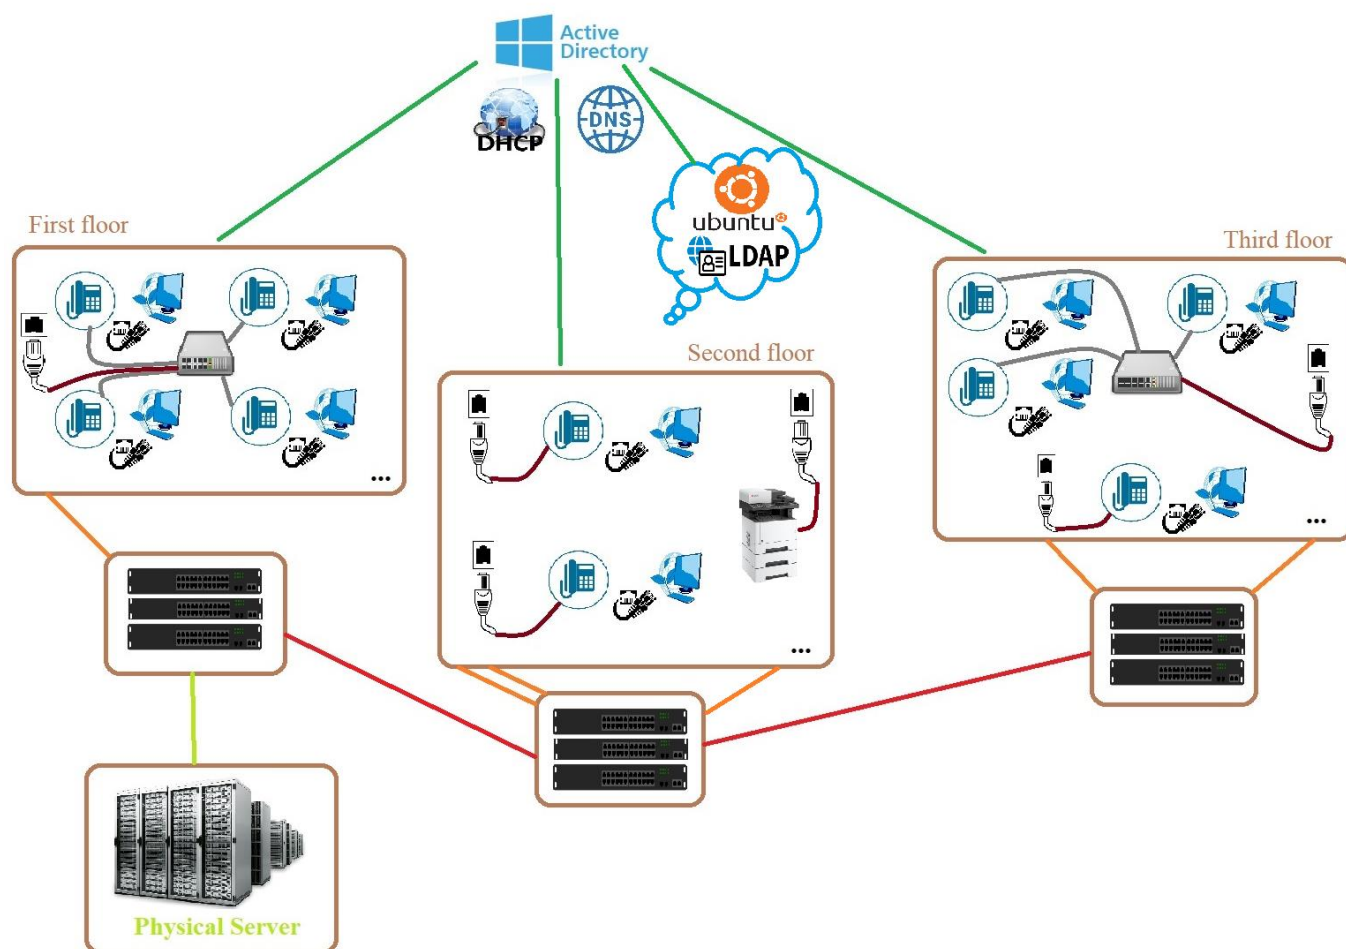 Active
Directory
DHCP
DNS
ubuntu
LDAP
First floor
Third floor
Second floor
...
...
...
Physical Server